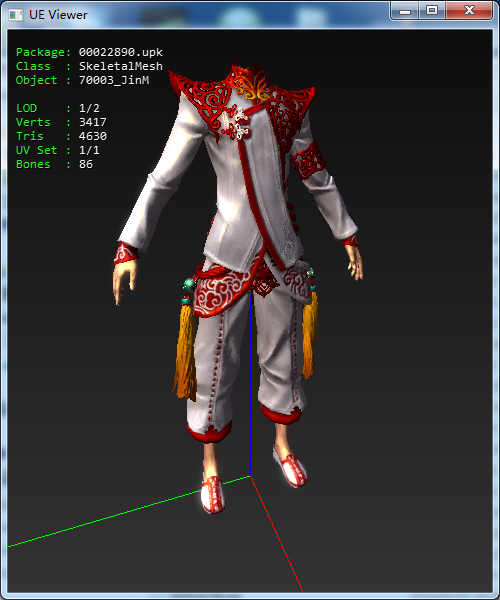 UE Viewer
Package: 00022890.upk
Class : SkeletalMesh
Object : 70003_JinM
LOD : 1/2
Verts : 3417
Tris : 4630
UV Set : 1/1
Bones : 86